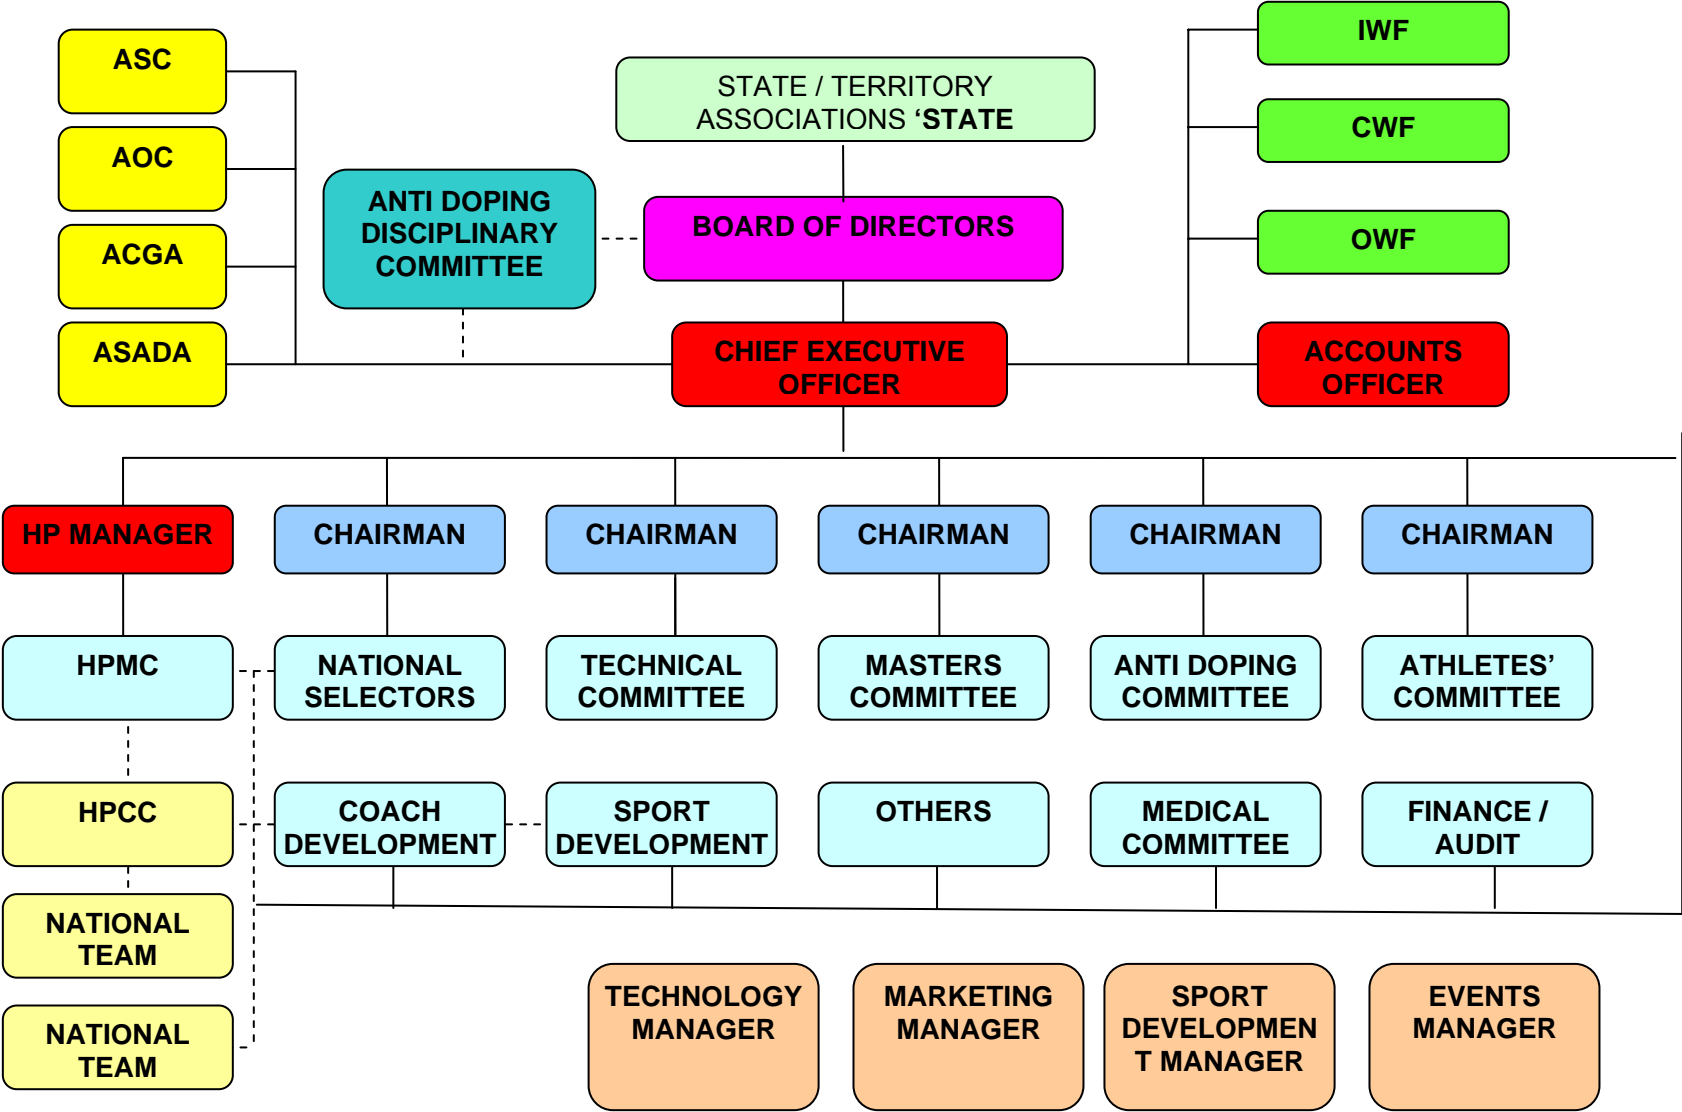 ASC
AOC
ACGA
ASADA
ANTI DOPING
DISCIPLINARY
COMMITTEE
STATE / TERRITORY
ASSOCIATIONS ‘STATE
BOARD OF DIRECTORS
CHIEF EXECUTIVE
OFFICER
IWF
CWF
OWF
ACCOUNTS
OFFICER
HP MANAGER
CHAIRMAN
CHAIRMAN
CHAIRMAN
CHAIRMAN
CHAIRMAN
HPMC
NATIONAL
SELECTORS
TECHNICAL
COMMITTEE
MASTERS
COMMITTEE
ANTI DOPING
COMMITTEE
ATHLETES’
COMMITTEE
HPCC
COACH
DEVELOPMENT
SPORT
DEVELOPMENT
OTHERS
MEDICAL
COMMITTEE
FINANCE /
AUDIT
NATIONAL
TEAM
NATIONAL
TEAM
TECHNOLOGY
MANAGER
MARKETING
MANAGER
SPORT
DEVELOPMEN
T MANAGER
EVENTS
MANAGER